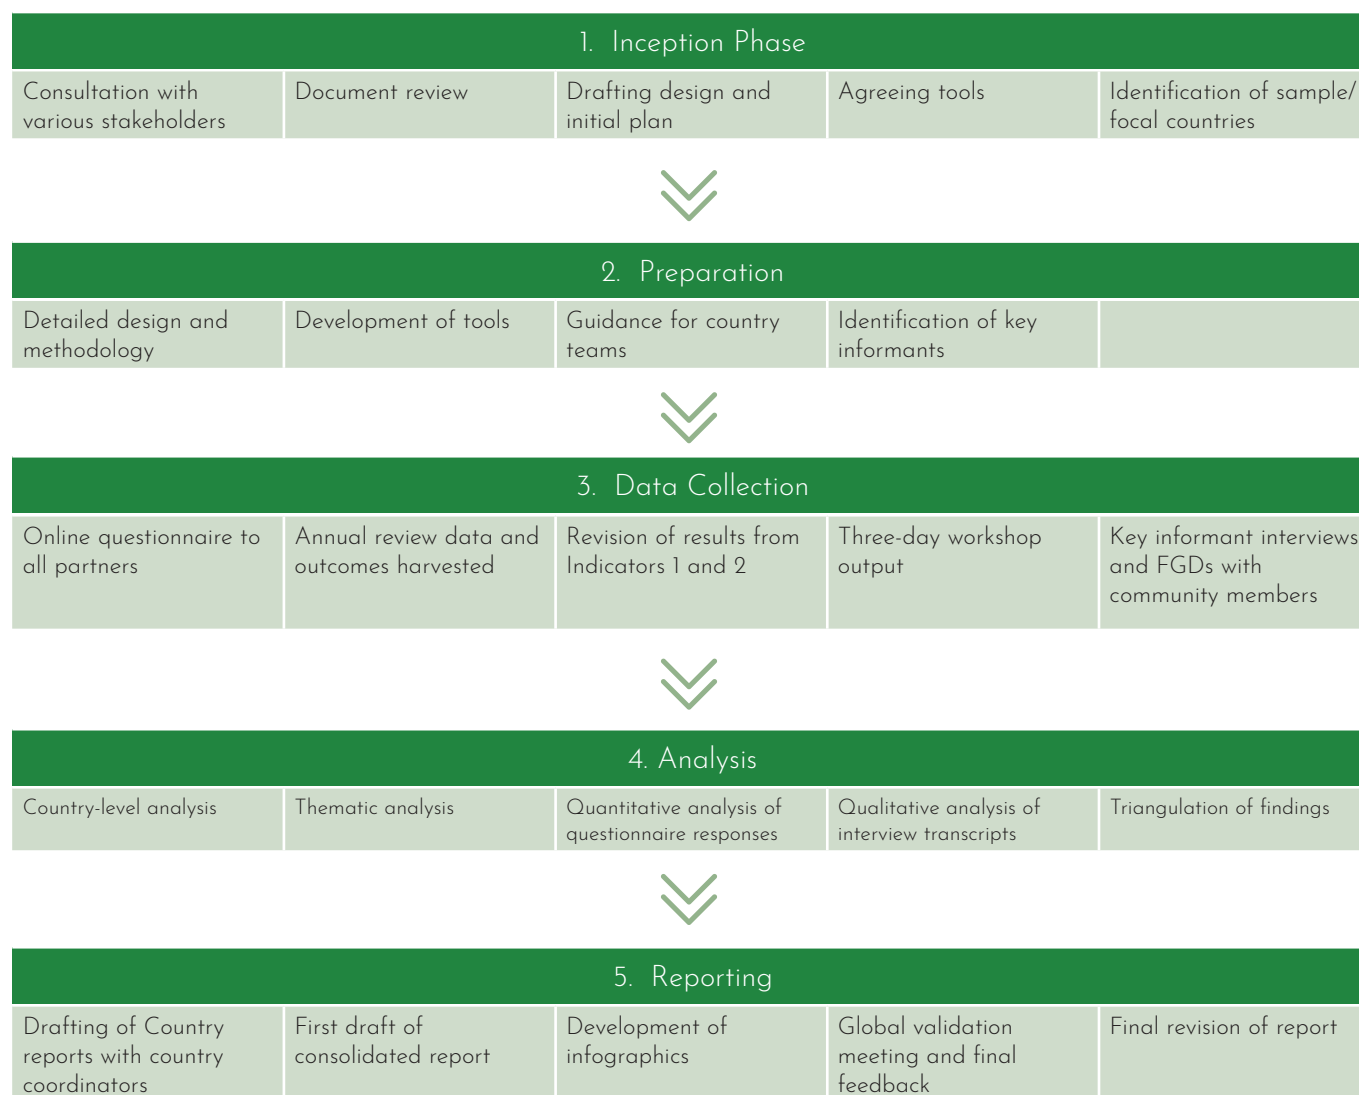 1. Inception Phase
Consultation with
various stakeholders
Document review
Drafting design and
initial plan
Agreeing tools
Identification of sample/
focal countries
2. Preparation
Detailed design and
methodology
Development of tools
Guidance for country
teams
Identification of key
informants
3. Data Collection
Online questionnaire to
all partners
Annual review data and
outcomes harvested
Revision of results from
Indicators 1 and 2
Three-day workshop
output
Key informant interviews
and FGDs with
community members
4. Analysis
Country-level analysis
Thematic analysis
Quantitative analysis of
questionnaire responses
Qualitative analysis of
interview transcripts
Triangulation of findings
5. Reporting
Drafting of Country
reports with country
coordinators
First draft of
consolidated report
Development of
infographics
Global validation
meeting and final
feedback
Final revision of report